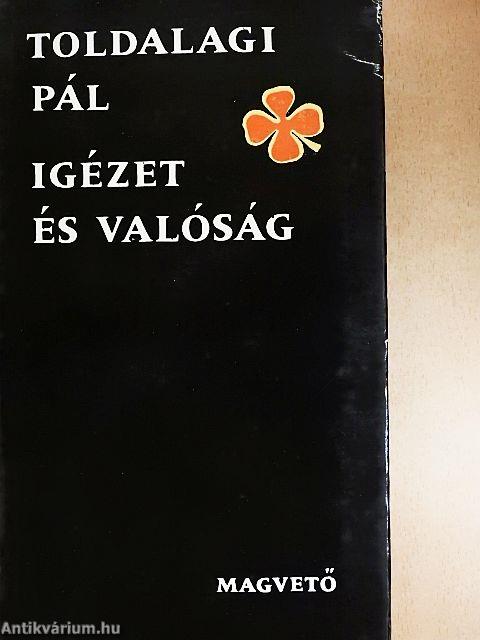 TOLDALAGI
PÁL
IGÉZET
ÉS VALÓSÁG
MAGVETŐ
Antikvárium.hu